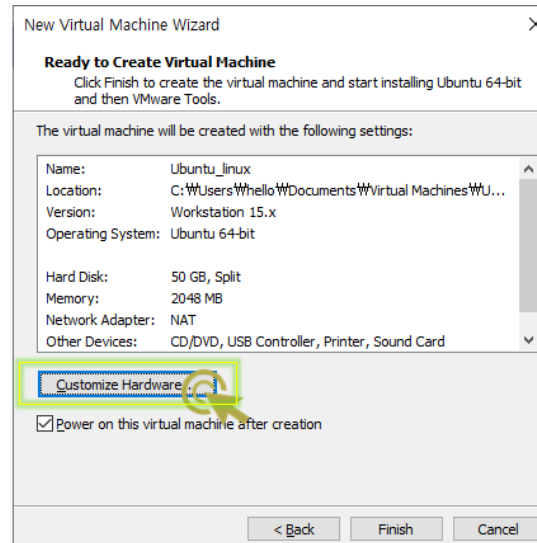 New Virtual Machine Wizard
Ready to Create Virtual Machine
Click Finish to create the virtual machine and start installing Ubuntu 64-bit
and then VMware Tools.
The virtual machine will be created with the following settings:
Name: Ubuntu_linux
Location: C:₩Users₩hello₩Documents₩Virtual Machines₩U...
Version: Workstation 15.x
Operating System: Ubuntu 64-bit
Hard Disk: 50 GB, Split
Memory: 2048 MB
Network Adapter: NAT
Other Devices: CD/DVD, USB Controller, Printer, Sound Card
Customize Hardware...
Power on this virtual machine after creation
< Back Finish Cancel